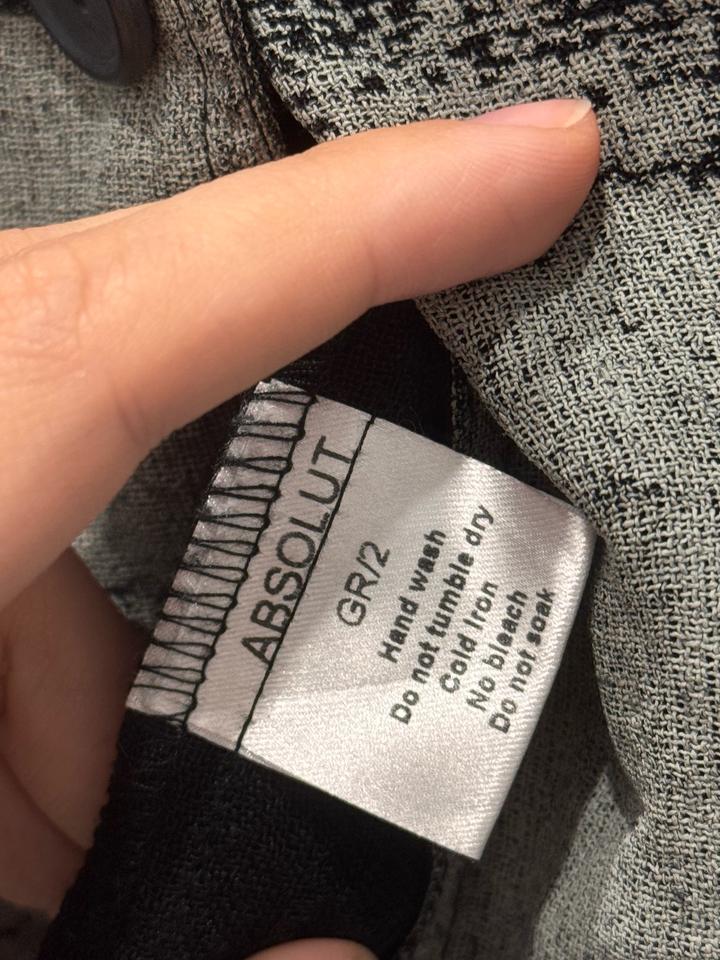 ABSOLUT
GR/2
Hand wash
Do not tumble dry
Cold Iron
No bleach
Do not soak